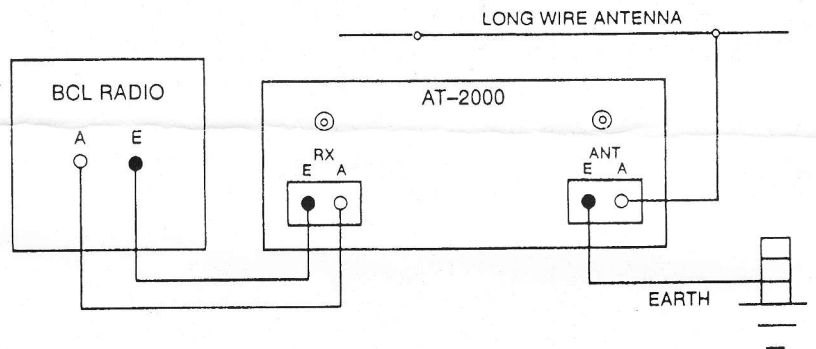 LONG WIRE ANTENNA
BCL RADIO
A E
AT–2000
RX
E A
ANT
E A
EARTH